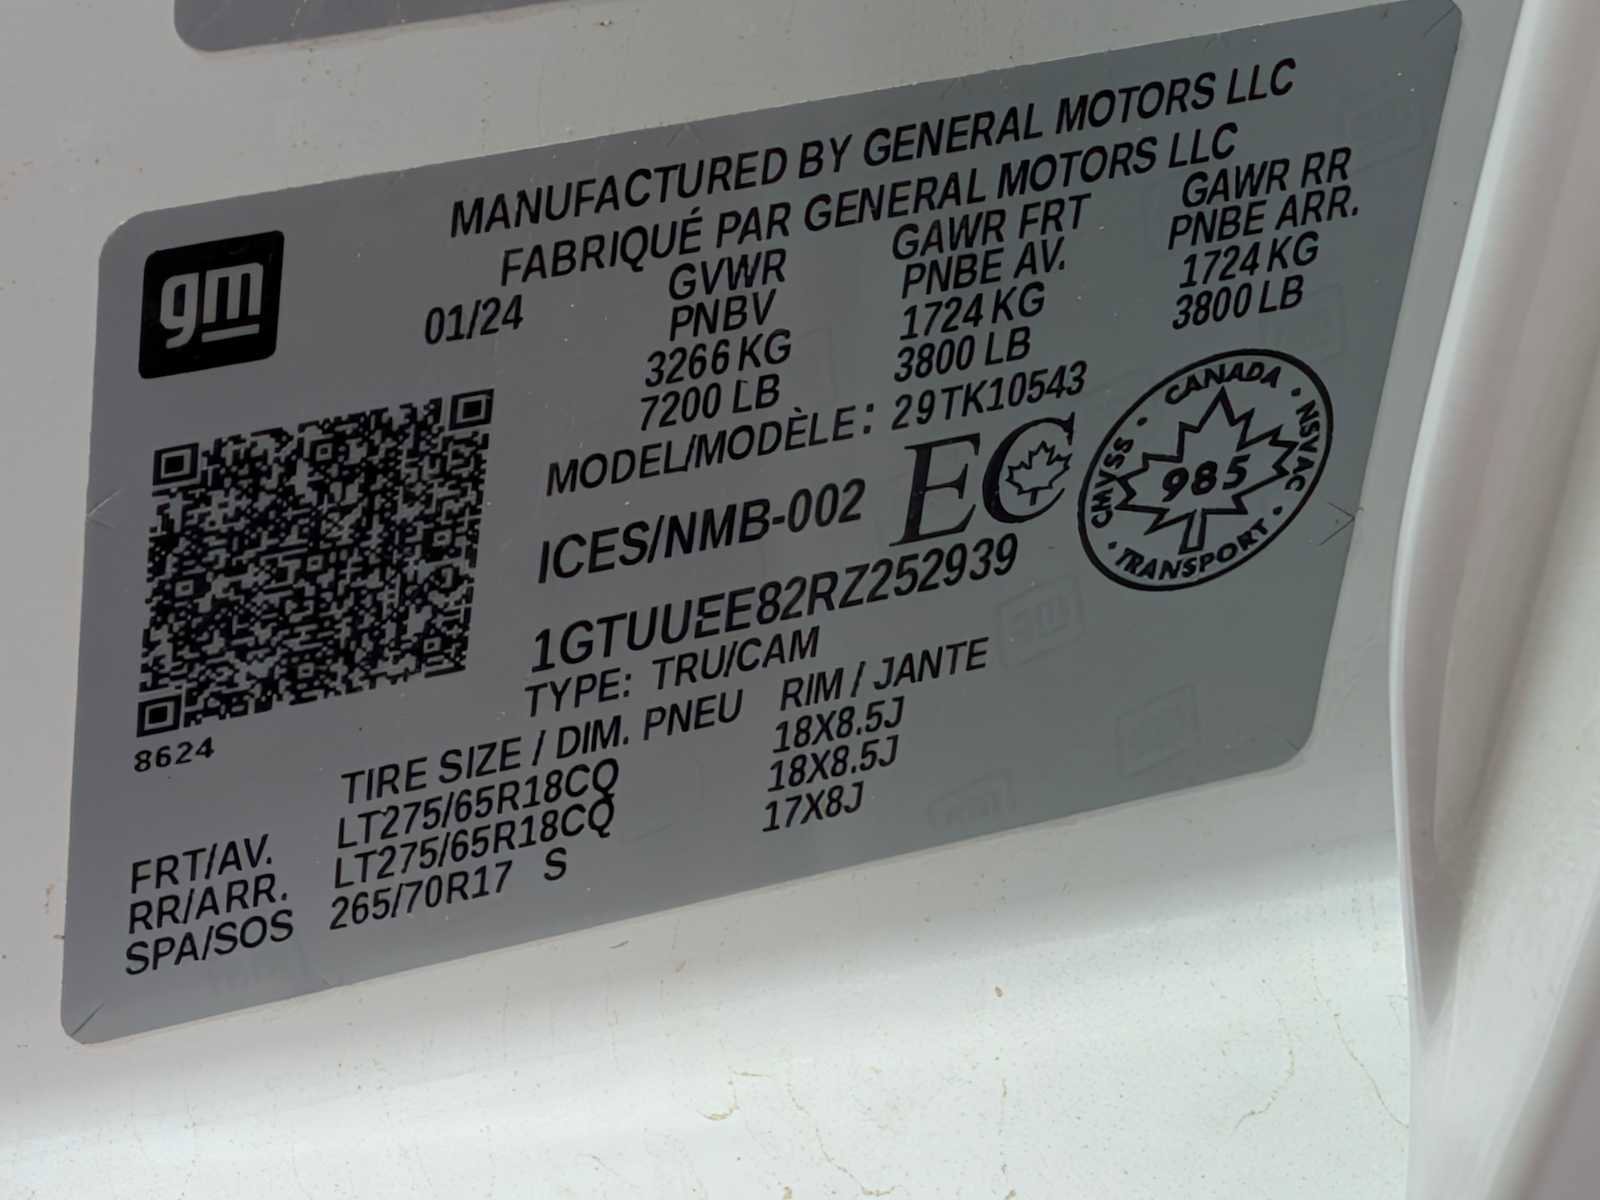 MANUFACTURED BY GENERAL MOTORS LLC
FABRIQUÉ PAR GENERAL MOTORS LLC
gm
01/24
GVWR GAWR FRT GAWR RR
PNBV PNBE AV. PNBE ARR.
3266 KG 1724 KG 1724 KG
7200 LB 3800 LB 3800 LB
MODEL/MODÈLE: 29TK10543
ICES/NMB-002 EC
CANADA · NSVAC · TRANSPORT · CMVSS ·
985
1GTUUEE82RZ252939
TYPE: TRU/CAM
8624
TIRE SIZE / DIM. PNEU RIM / JANTE
FRT/AV. LT275/65R18CQ 18X8.5J
RR/ARR. LT275/65R18CQ 18X8.5J
SPA/SOS 265/70R17 S 17X8J